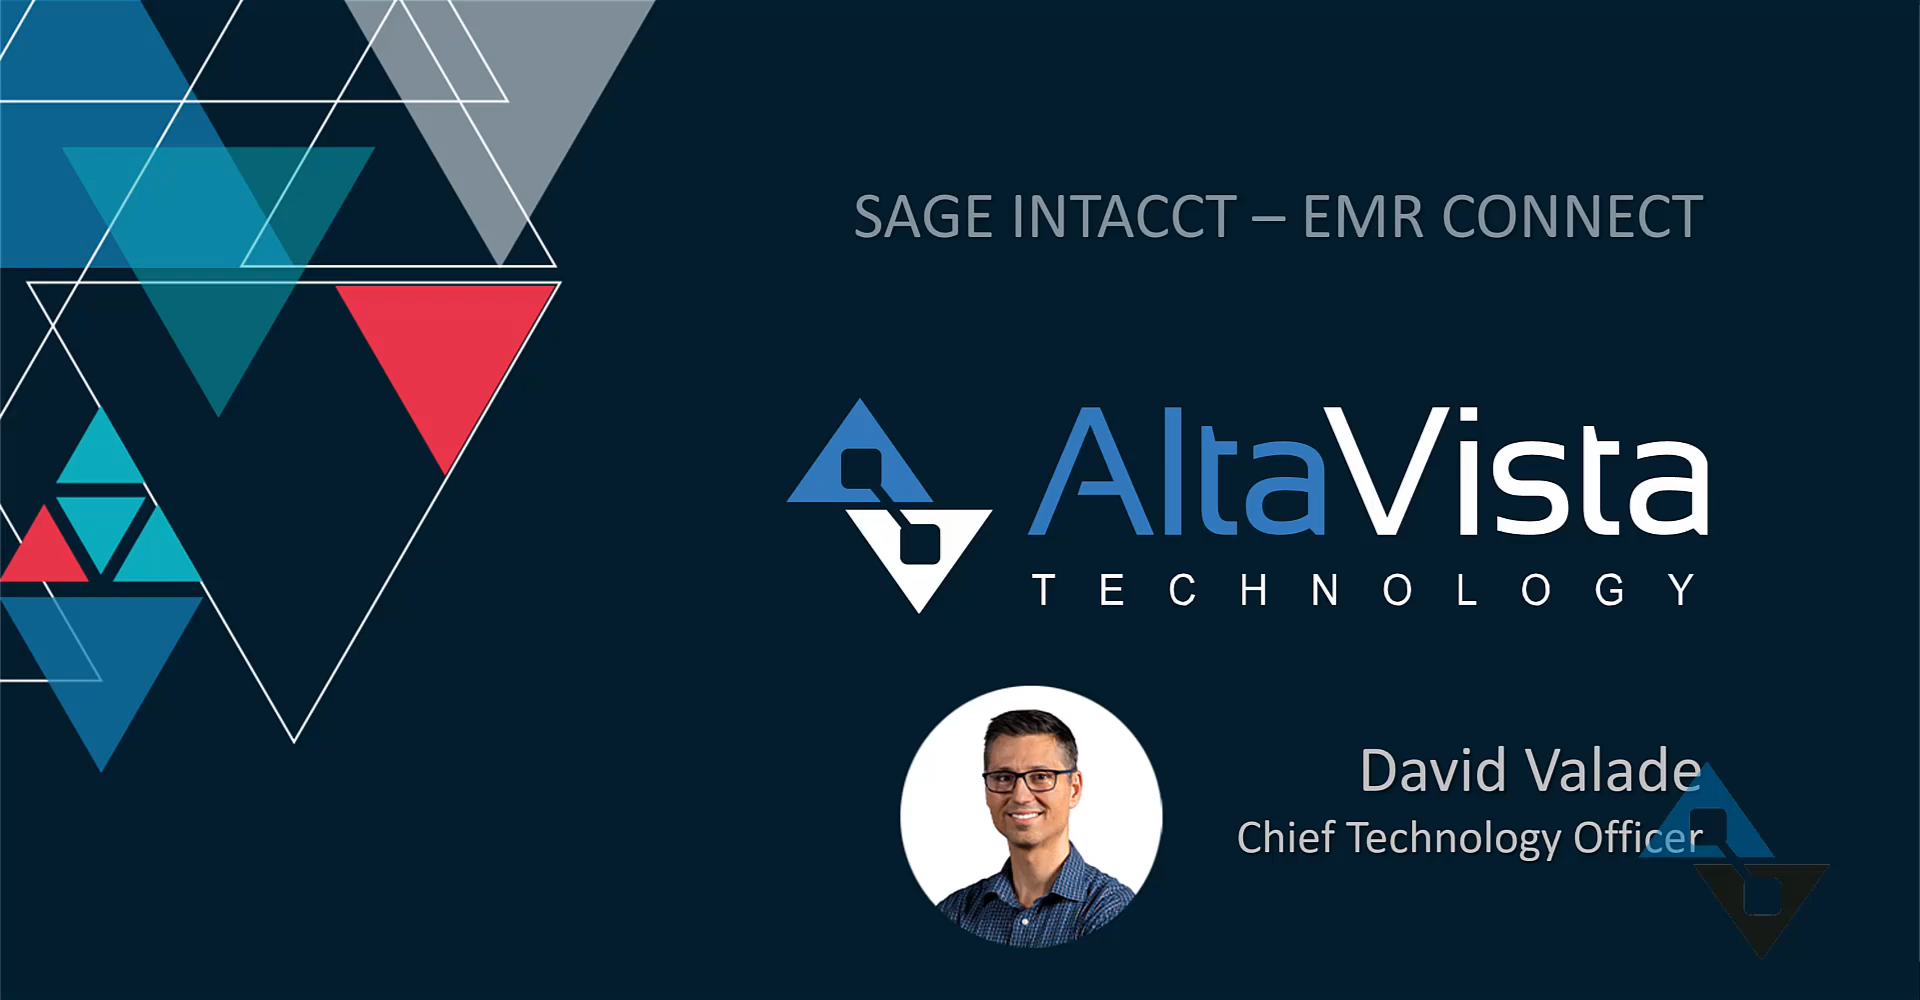 SAGE INTACCT – EMR CONNECT
AltaVista
TECHNOLOGY
David Valade
Chief Technology Officer